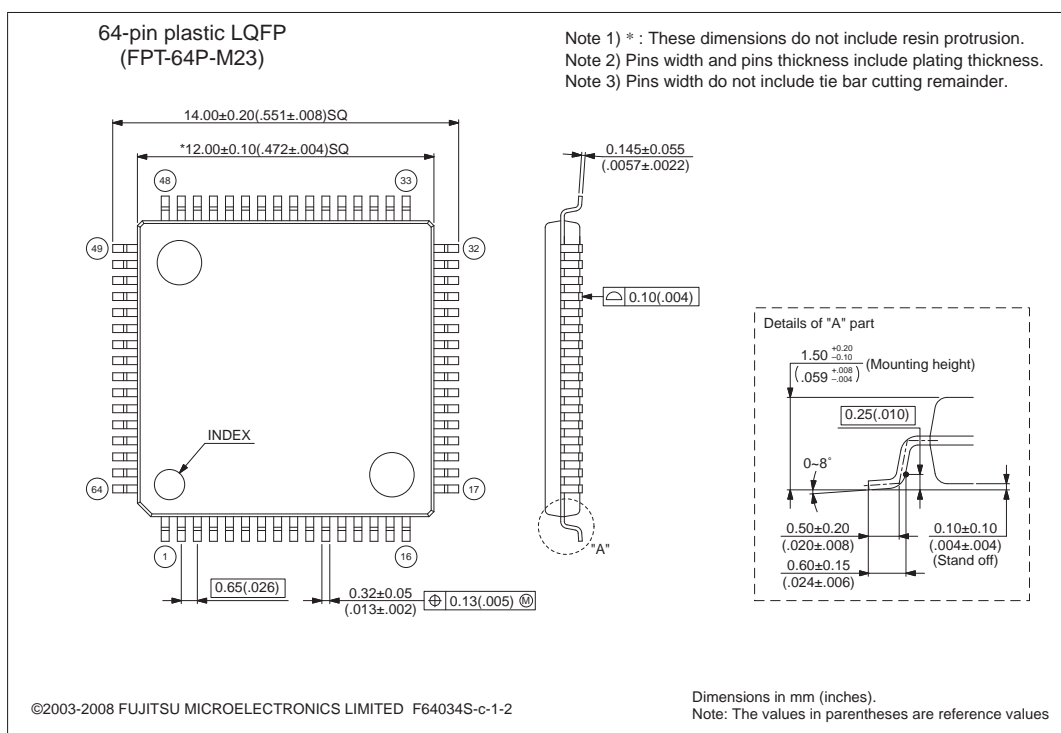 64-pin plastic LQFP
(FPT-64P-M23)
Note 1) * : These dimensions do not include resin protrusion.
Note 2) Pins width and pins thickness include plating thickness.
Note 3) Pins width do not include tie bar cutting remainder.
14.00±0.20(.551±.008)SQ
*12.00±0.10(.472±.004)SQ
0.145±0.055
(.0057±.0022)
48
33
49
32
0.10(.004)
Details of "A" part
1.50 +0.20 –0.10 (Mounting height)
(.059 +.008 –.004)
0.25(.010)
INDEX
0~8°
64
17
0.50±0.20
(.020±.008)
0.10±0.10
(.004±.004)
(Stand off)
"A"
1
16
0.60±0.15
(.024±.006)
0.65(.026)
0.32±0.05
(.013±.002)
⌖ 0.13(.005) Ⓜ
©2003-2008 FUJITSU MICROELECTRONICS LIMITED F64034S-c-1-2
Dimensions in mm (inches).
Note: The values in parentheses are reference values